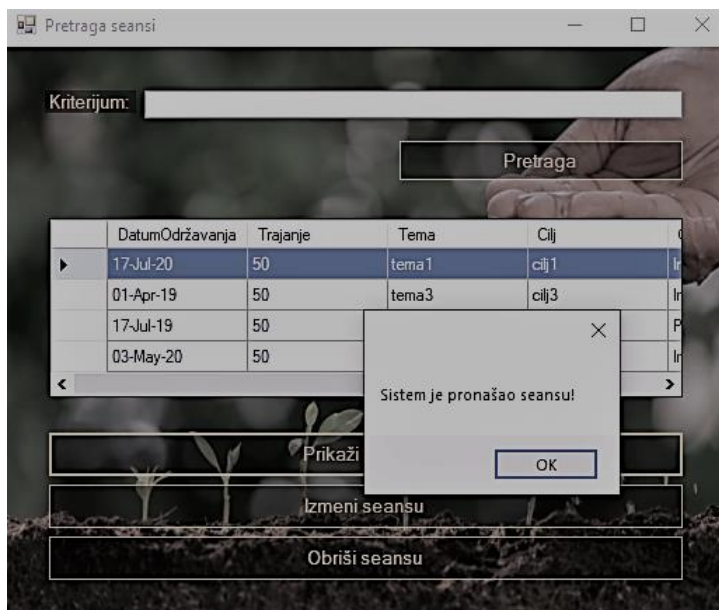 Pretraga seansi
Kriterijum:
Pretraga
DatumOdržavanja Trajanje Tema Cilj
17-Jul-20 50 tema1 cilj1
01-Apr-19 50 tema3 cilj3
17-Jul-19 50
03-May-20 50
Sistem je pronašao seansu!
OK
Prikaži
Izmeni seansu
Obriši seansu